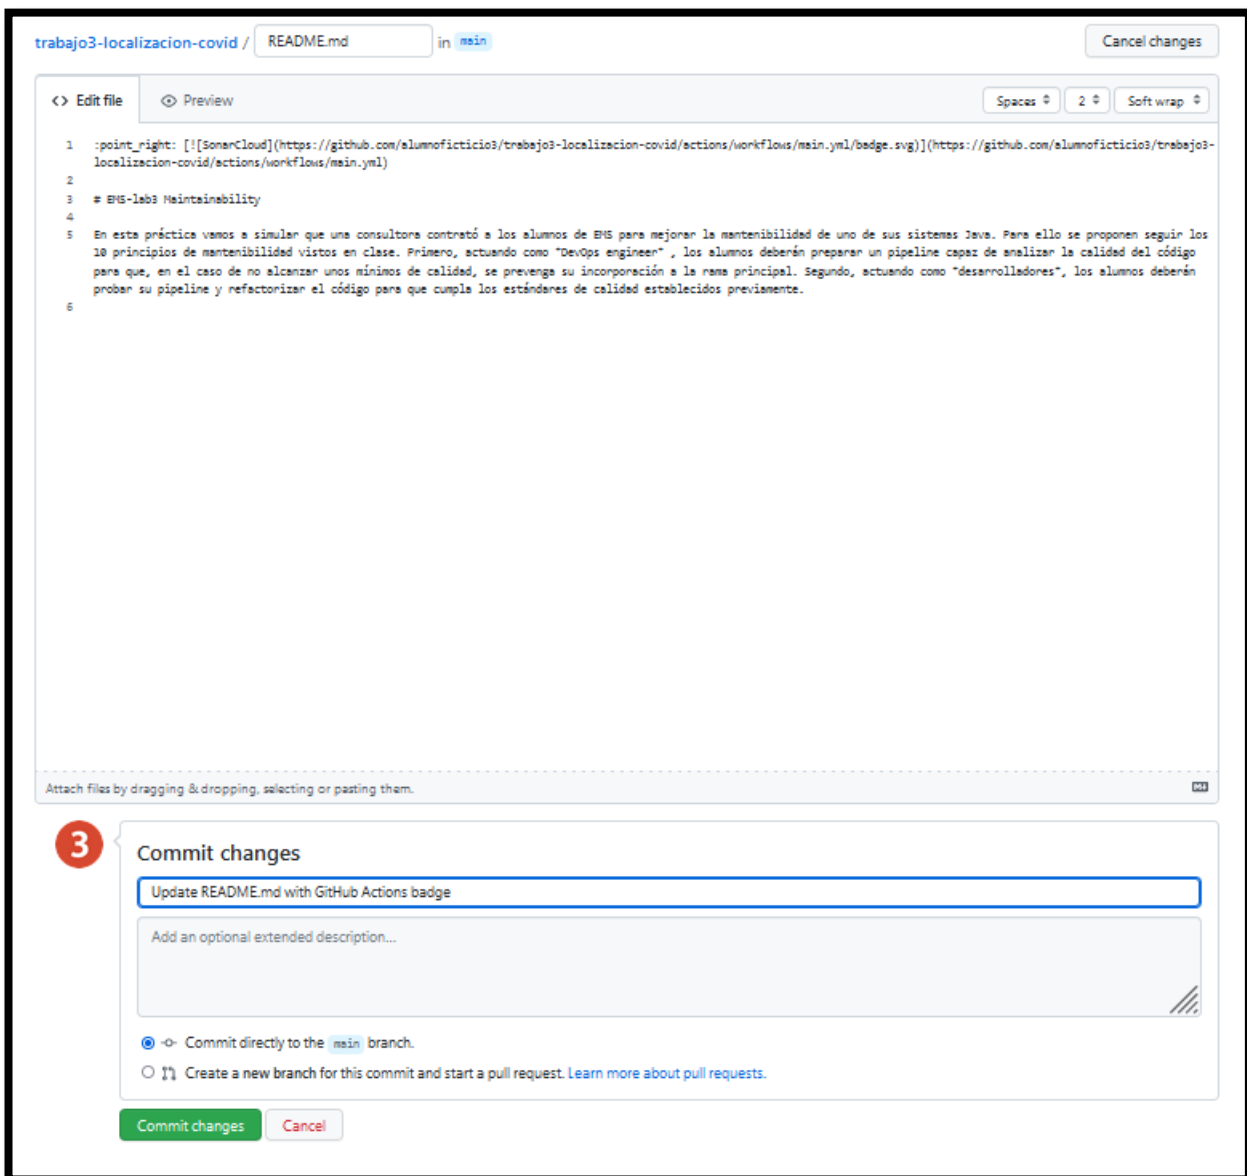 trabajo3-localizacion-covid / README.md in main Cancel changes
<> Edit file Preview Spaces 2 Soft wrap
1 :point_right: [![SonarCloud](https://github.com/alumnoficticio3/trabajo3-localizacion-covid/actions/workflows/main.yml/badge.svg)](https://github.com/alumnoficticio3/trabajo3-
localizacion-covid/actions/workflows/main.yml)
2
3 # EMS-lab3 Maintainability
4
5 En esta práctica vamos a simular que una consultora contrató a los alumnos de EMS para mejorar la mantenibilidad de uno de sus sistemas Java. Para ello se proponen seguir los
10 principios de mantenibilidad vistos en clase. Primero, actuando como "DevOps engineer" , los alumnos deberán preparar un pipeline capaz de analizar la calidad del código
para que, en el caso de no alcanzar unos mínimos de calidad, se prevenga su incorporación a la rama principal. Segundo, actuando como "desarrolladores", los alumnos deberán
probar su pipeline y refactorizar el código para que cumpla los estándares de calidad establecidos previamente.
6
Attach files by dragging & dropping, selecting or pasting them.
3
Commit changes
Update README.md with GitHub Actions badge
Add an optional extended description...
Commit directly to the main branch.
Create a new branch for this commit and start a pull request. Learn more about pull requests.
Commit changes Cancel